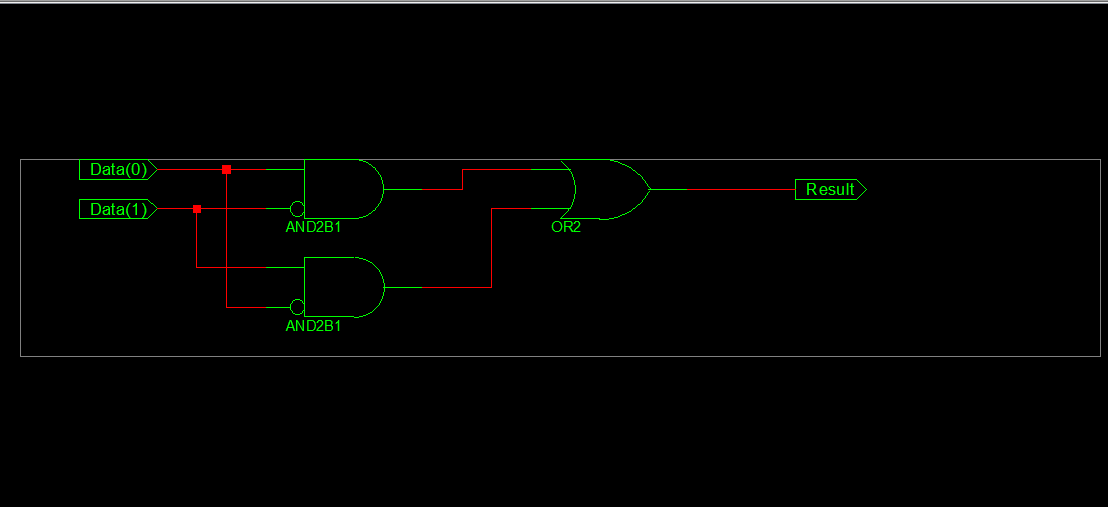 Data(0)
Data(1)
AND2B1
OR2
Result
AND2B1